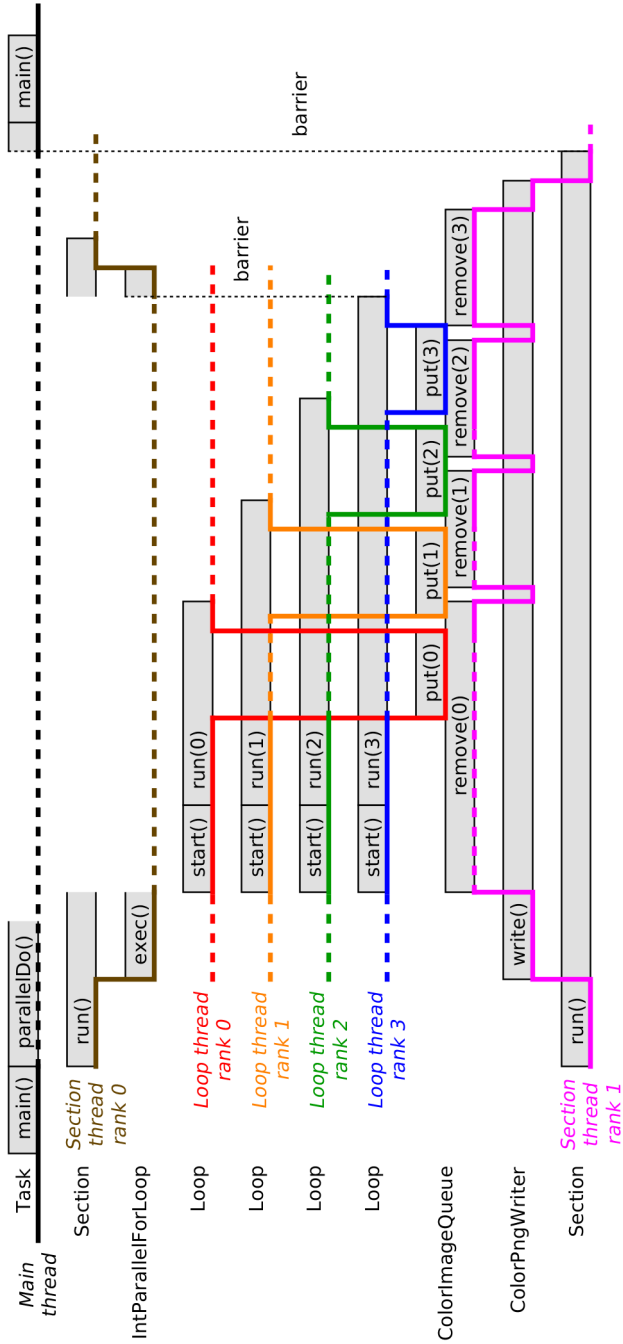 Main
thread
Task
main()
parallelDo()
main()
Section
Section
thread
rank 0
run()
IntParallelForLoop
exec()
Loop
Loop thread
rank 0
start()
run(0)
barrier
barrier
Loop
Loop thread
rank 1
start()
run(1)
Loop
Loop thread
rank 2
start()
run(2)
Loop
Loop thread
rank 3
start()
run(3)
put(0)
put(1)
put(2)
put(3)
ColorImageQueue
remove(0)
remove(1)
remove(2)
remove(3)
ColorPngWriter
write()
Section
Section
thread
rank 1
run()